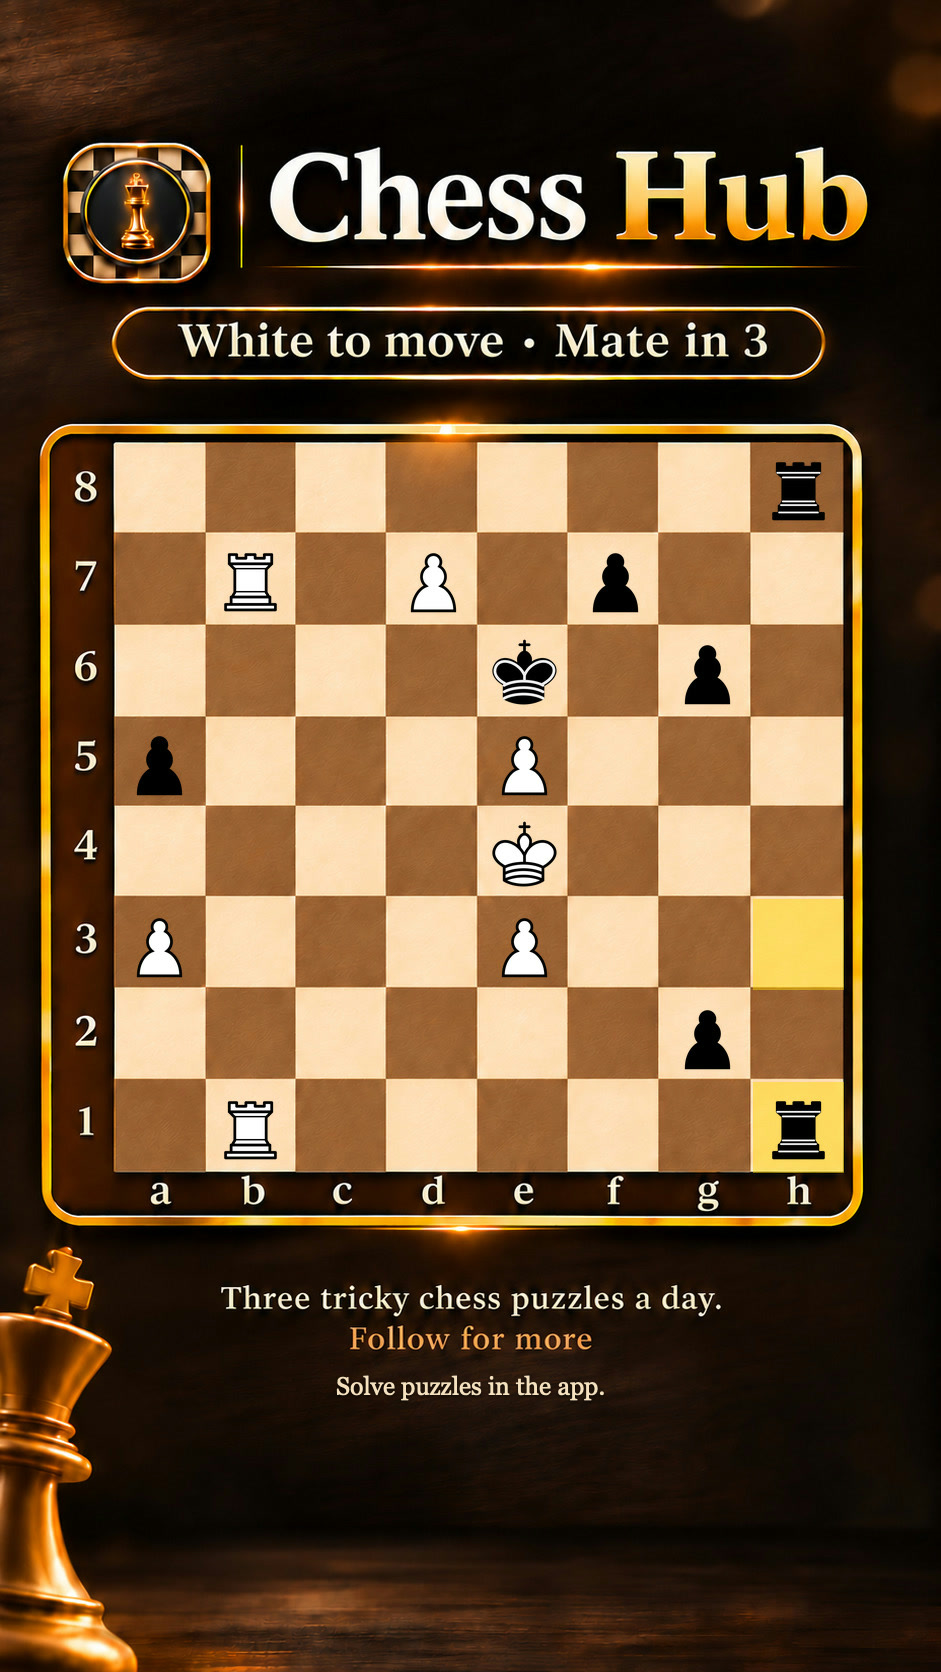 Chess Hub
White to move • Mate in 3
8
7
6
5
4
3
2
1
a b c d e f g h
Three tricky chess puzzles a day.
Follow for more
Solve puzzles in the app.